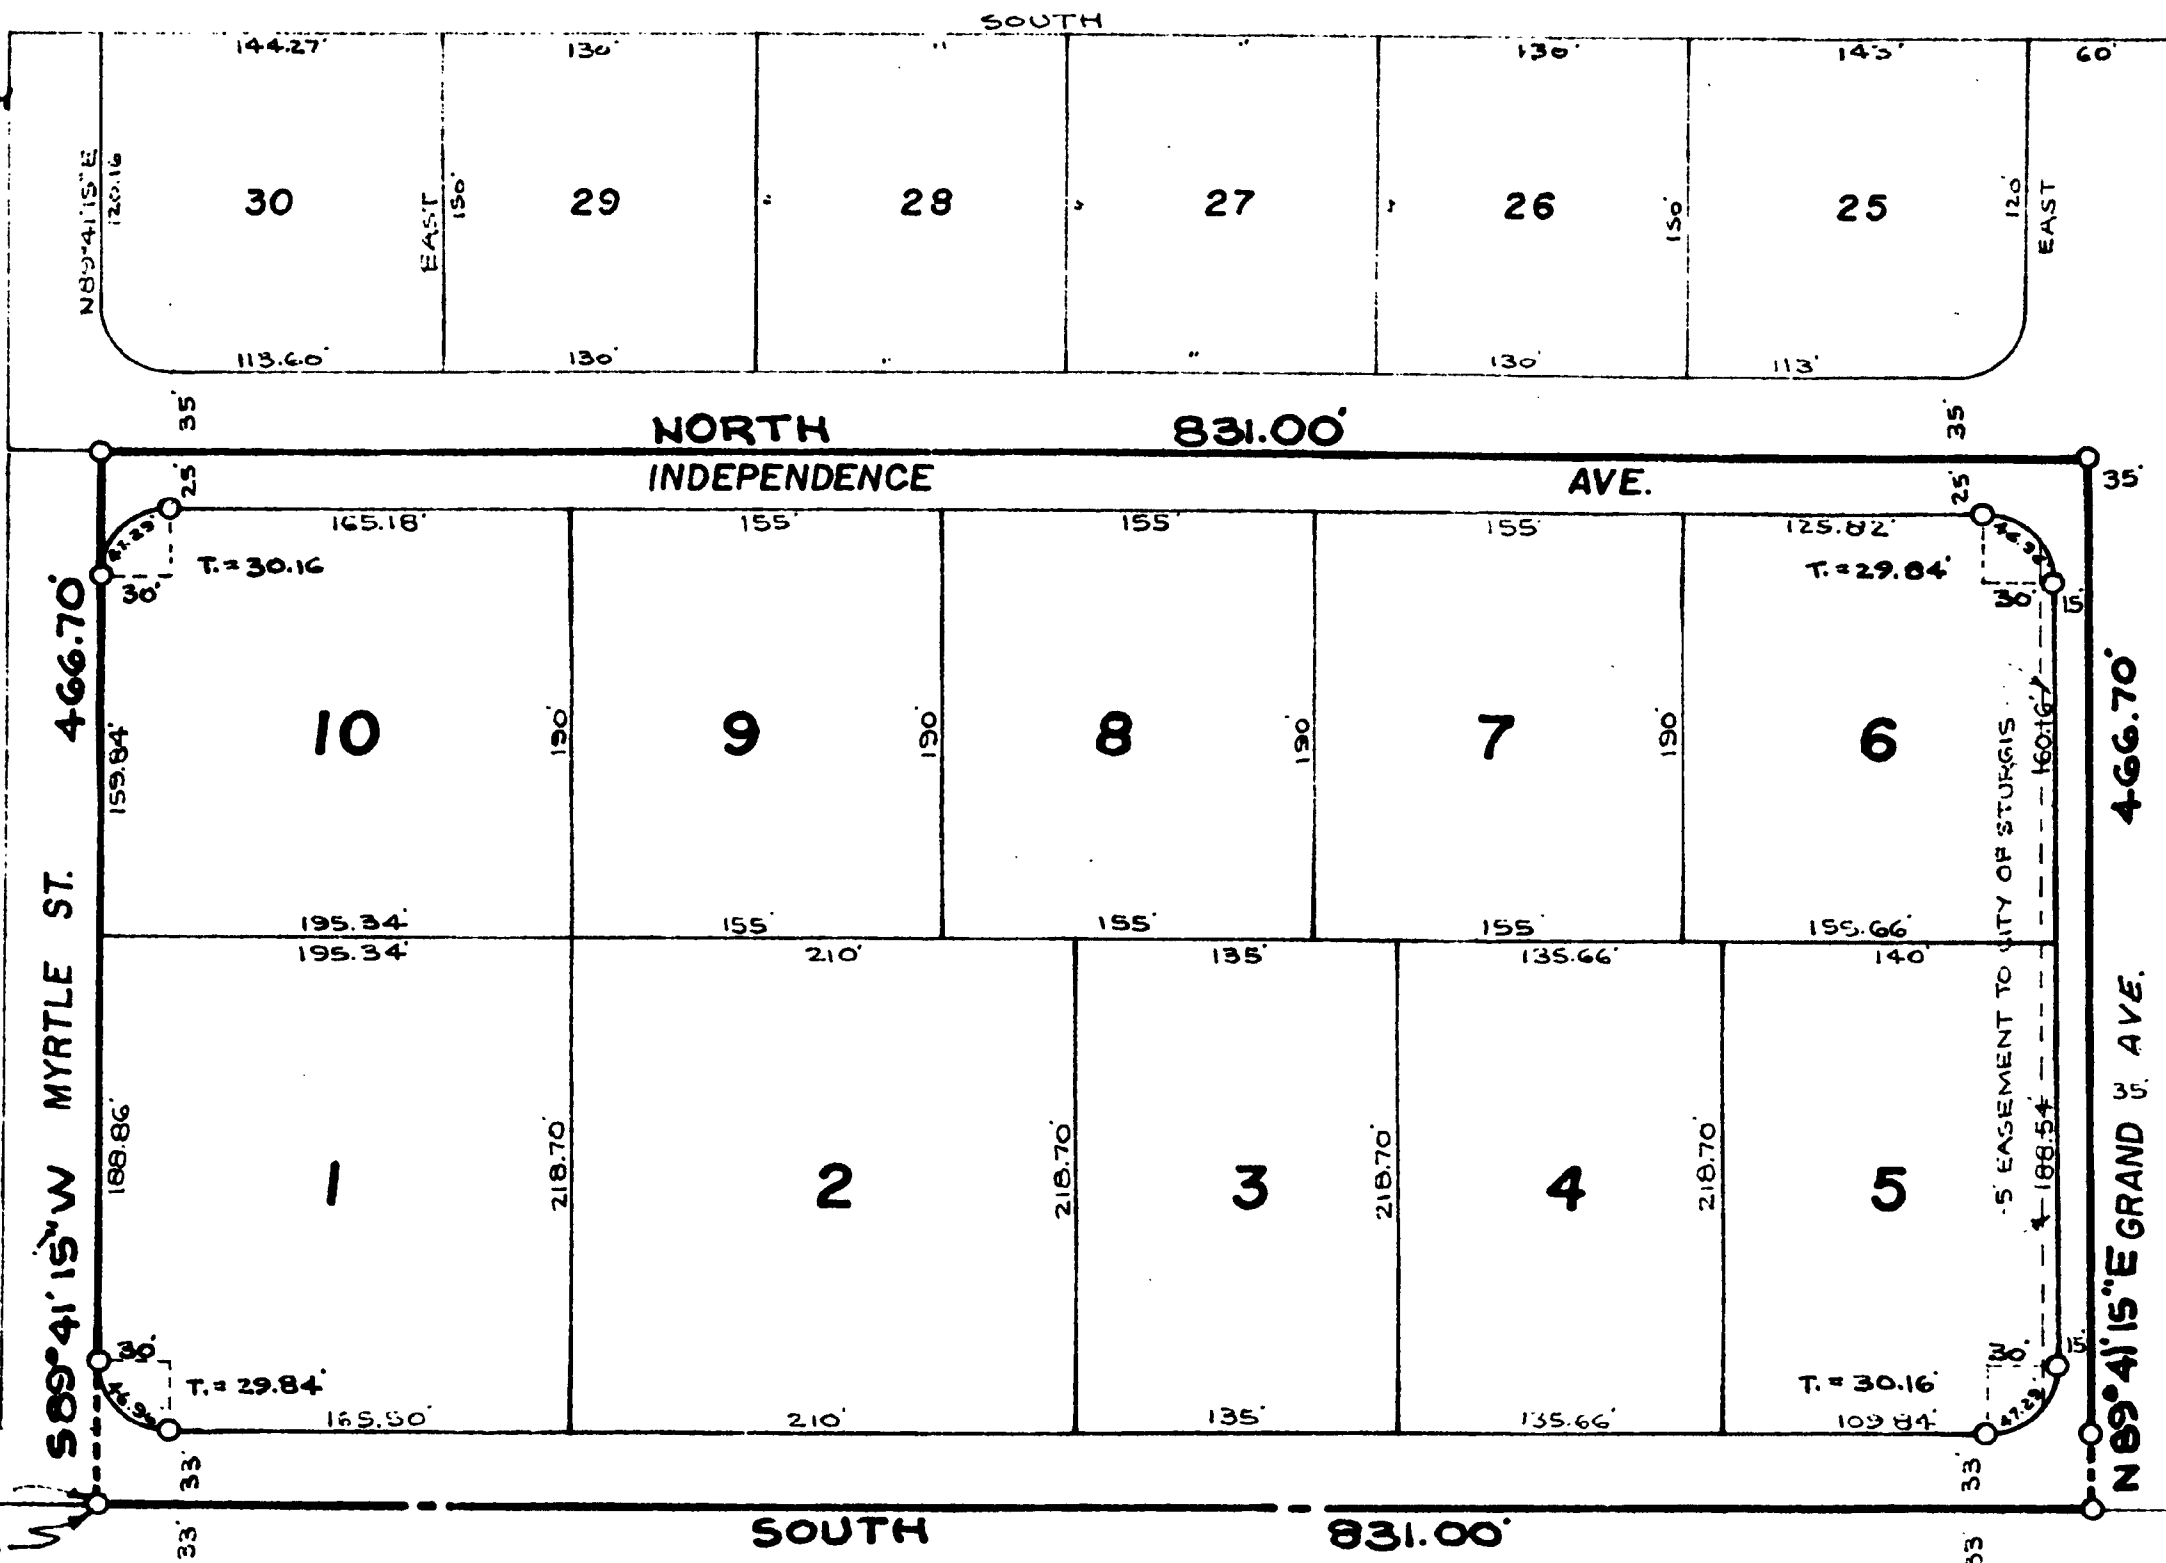 SOUTH
144.27' 130' " " 130' 145' 60'
N89°41'15"E
120.16
30
EAST
150'
29
"
28
"
27
"
26
150'
25
120'
EAST
113.60' 130' " " 130' 113'
35'
35'
NORTH 831.00'
INDEPENDENCE AVE.
25'
25'
35'
165.18' 155' 155' 155' 125.82'
47.29'
T.=30.16
30'
46.96
T.=29.84'
30'
15'
466.70'
159.84'
10
190'
9
190'
8
190'
7
190'
6
160.16'
466.70'
195.34' 155' 155' 155' 155.66'
195.34' 210' 135' 135.66' 140'
5' EASEMENT TO CITY OF STURGIS
MYRTLE ST.
S89°41'15"W
188.86'
1
218.70'
2
218.70'
3
218.70'
4
218.70'
5
188.54'
GRAND AVE.
35'
N89°41'15"E
30'
T.=29.84'
30'
15'
T.=30.16'
47.29'
165.50' 210' 135' 135.66' 109.84'
33'
33'
SOUTH 831.00'
33'
33'